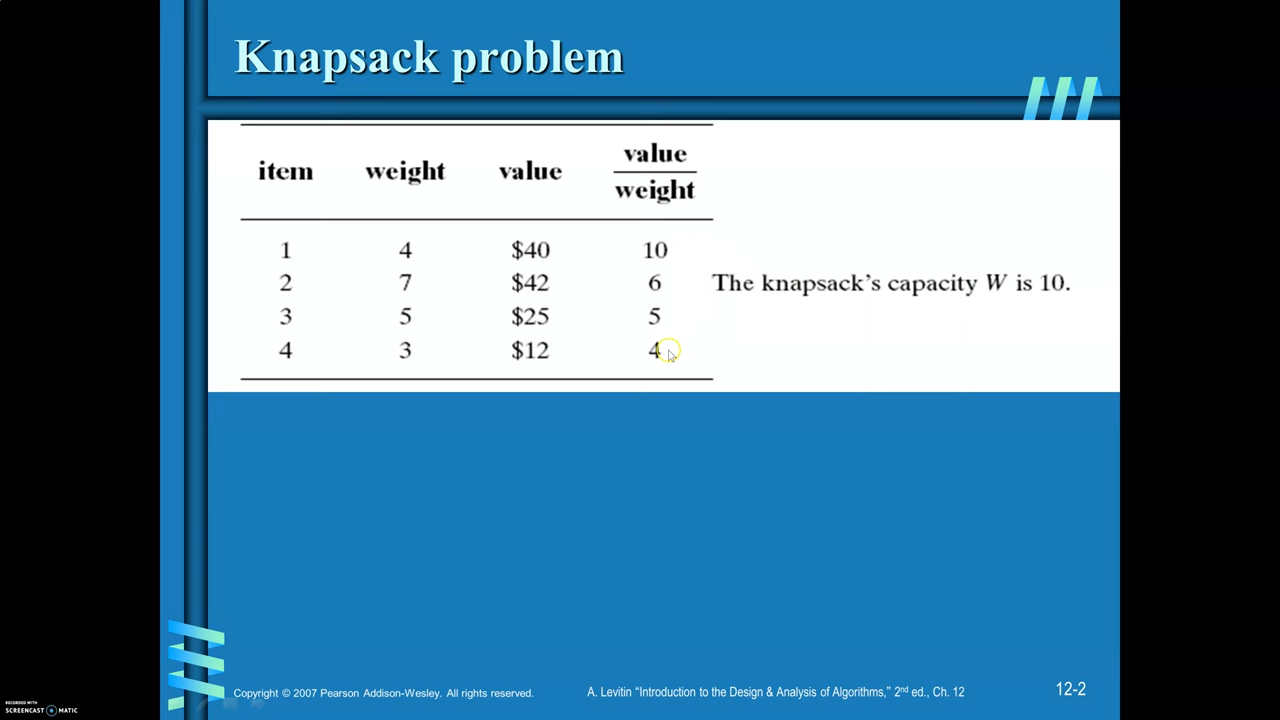 Knapsack problem
item weight value value/weight
1 4 $40 10
2 7 $42 6
The knapsack's capacity W is 10.
3 5 $25 5
4 3 $12 4
Copyright © 2007 Pearson Addison-Wesley. All rights reserved.
A. Levitin "Introduction to the Design & Analysis of Algorithms," 2nd ed., Ch. 12
12-2
RECORDED WITH
SCREENCAST MATIC